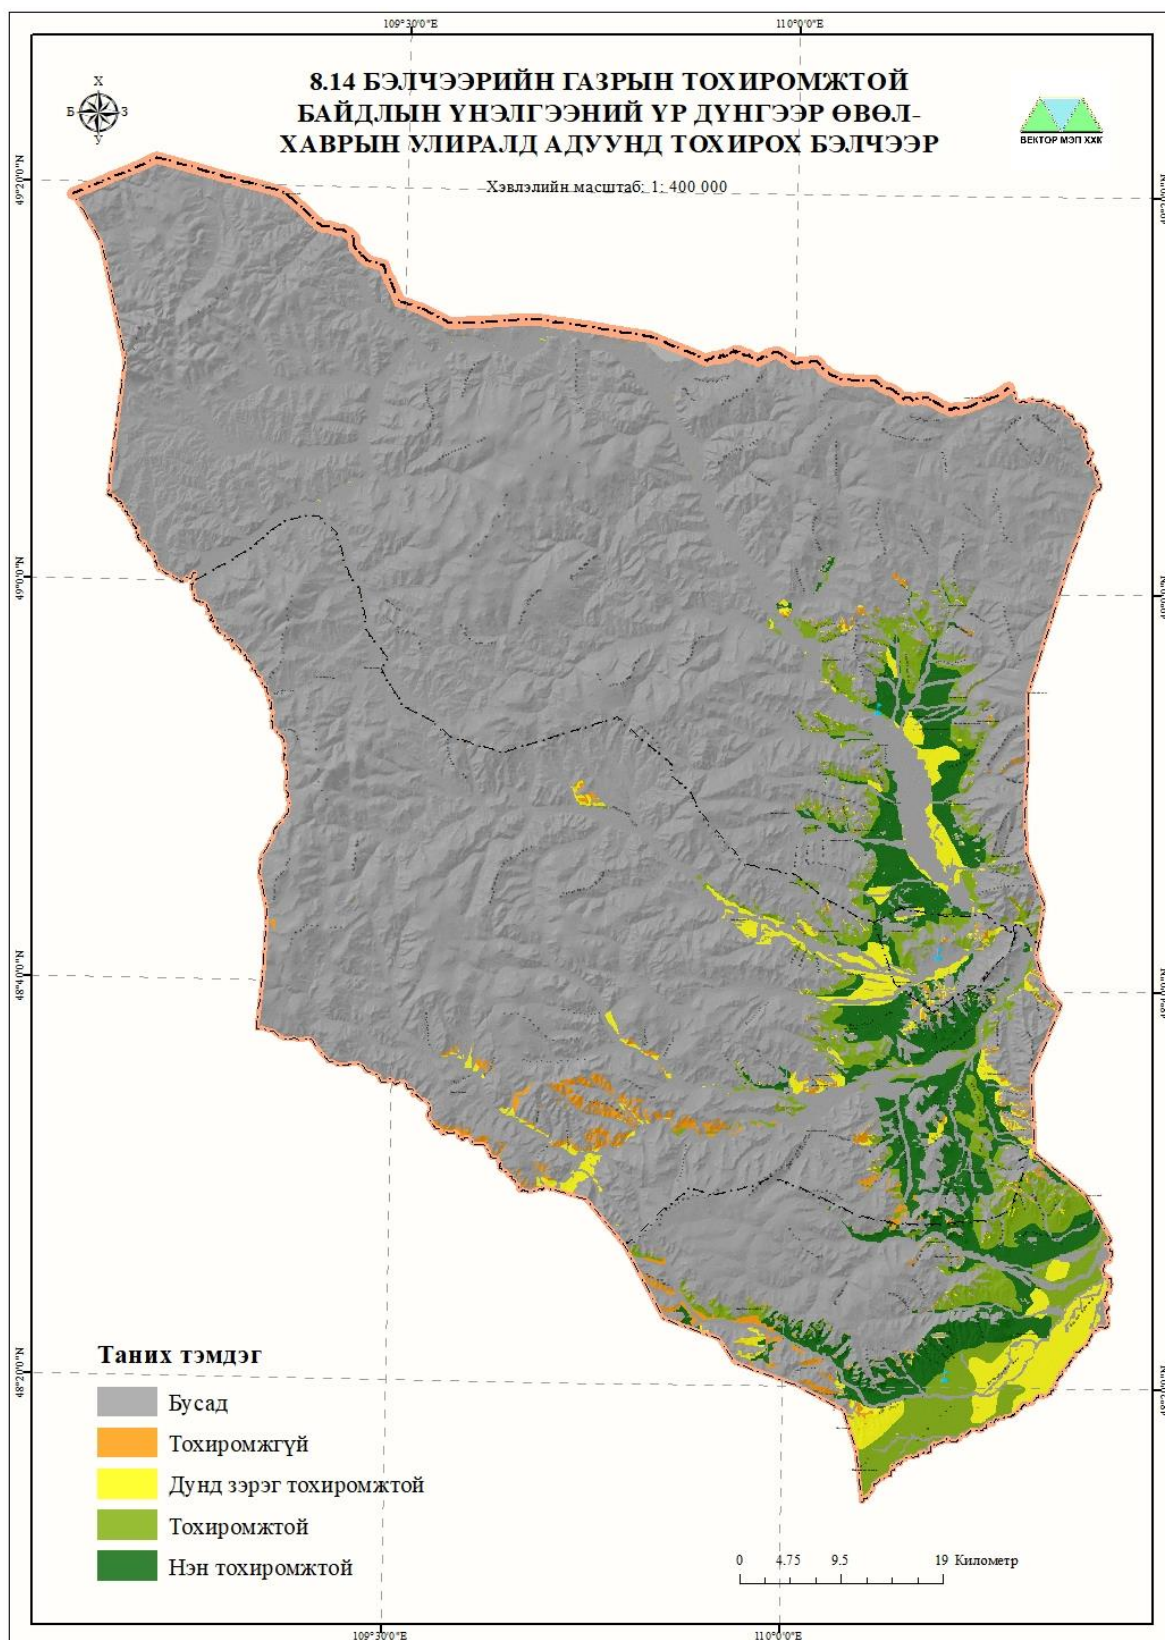 109°30'0"E
110°0'0"E
8.14 БЭЛЧЭЭРИЙН ГАЗРЫН ТОХИРОМЖТОЙ
БАЙДЛЫН ҮНЭЛГЭЭНИЙ ҮР ДҮНГЭЭР ӨВӨЛ-
ХАВРЫН УЛИРАЛД АДУУНД ТОХИРОХ БЭЛЧЭЭР
Хэвлэлийн масштаб: 1: 400 000
Х
Б
З
У
ВЕКТОР МЭП ХХК
49°20'0"N
49°0'0"N
48°40'0"N
48°20'0"N
Таних тэмдэг
Бусад
Тохиромжгүй
Дунд зэрэг тохиромжтой
Тохиромжтой
Нэн тохиромжтой
0 4.75 9.5 19 Километр
109°30'0"E
110°0'0"E